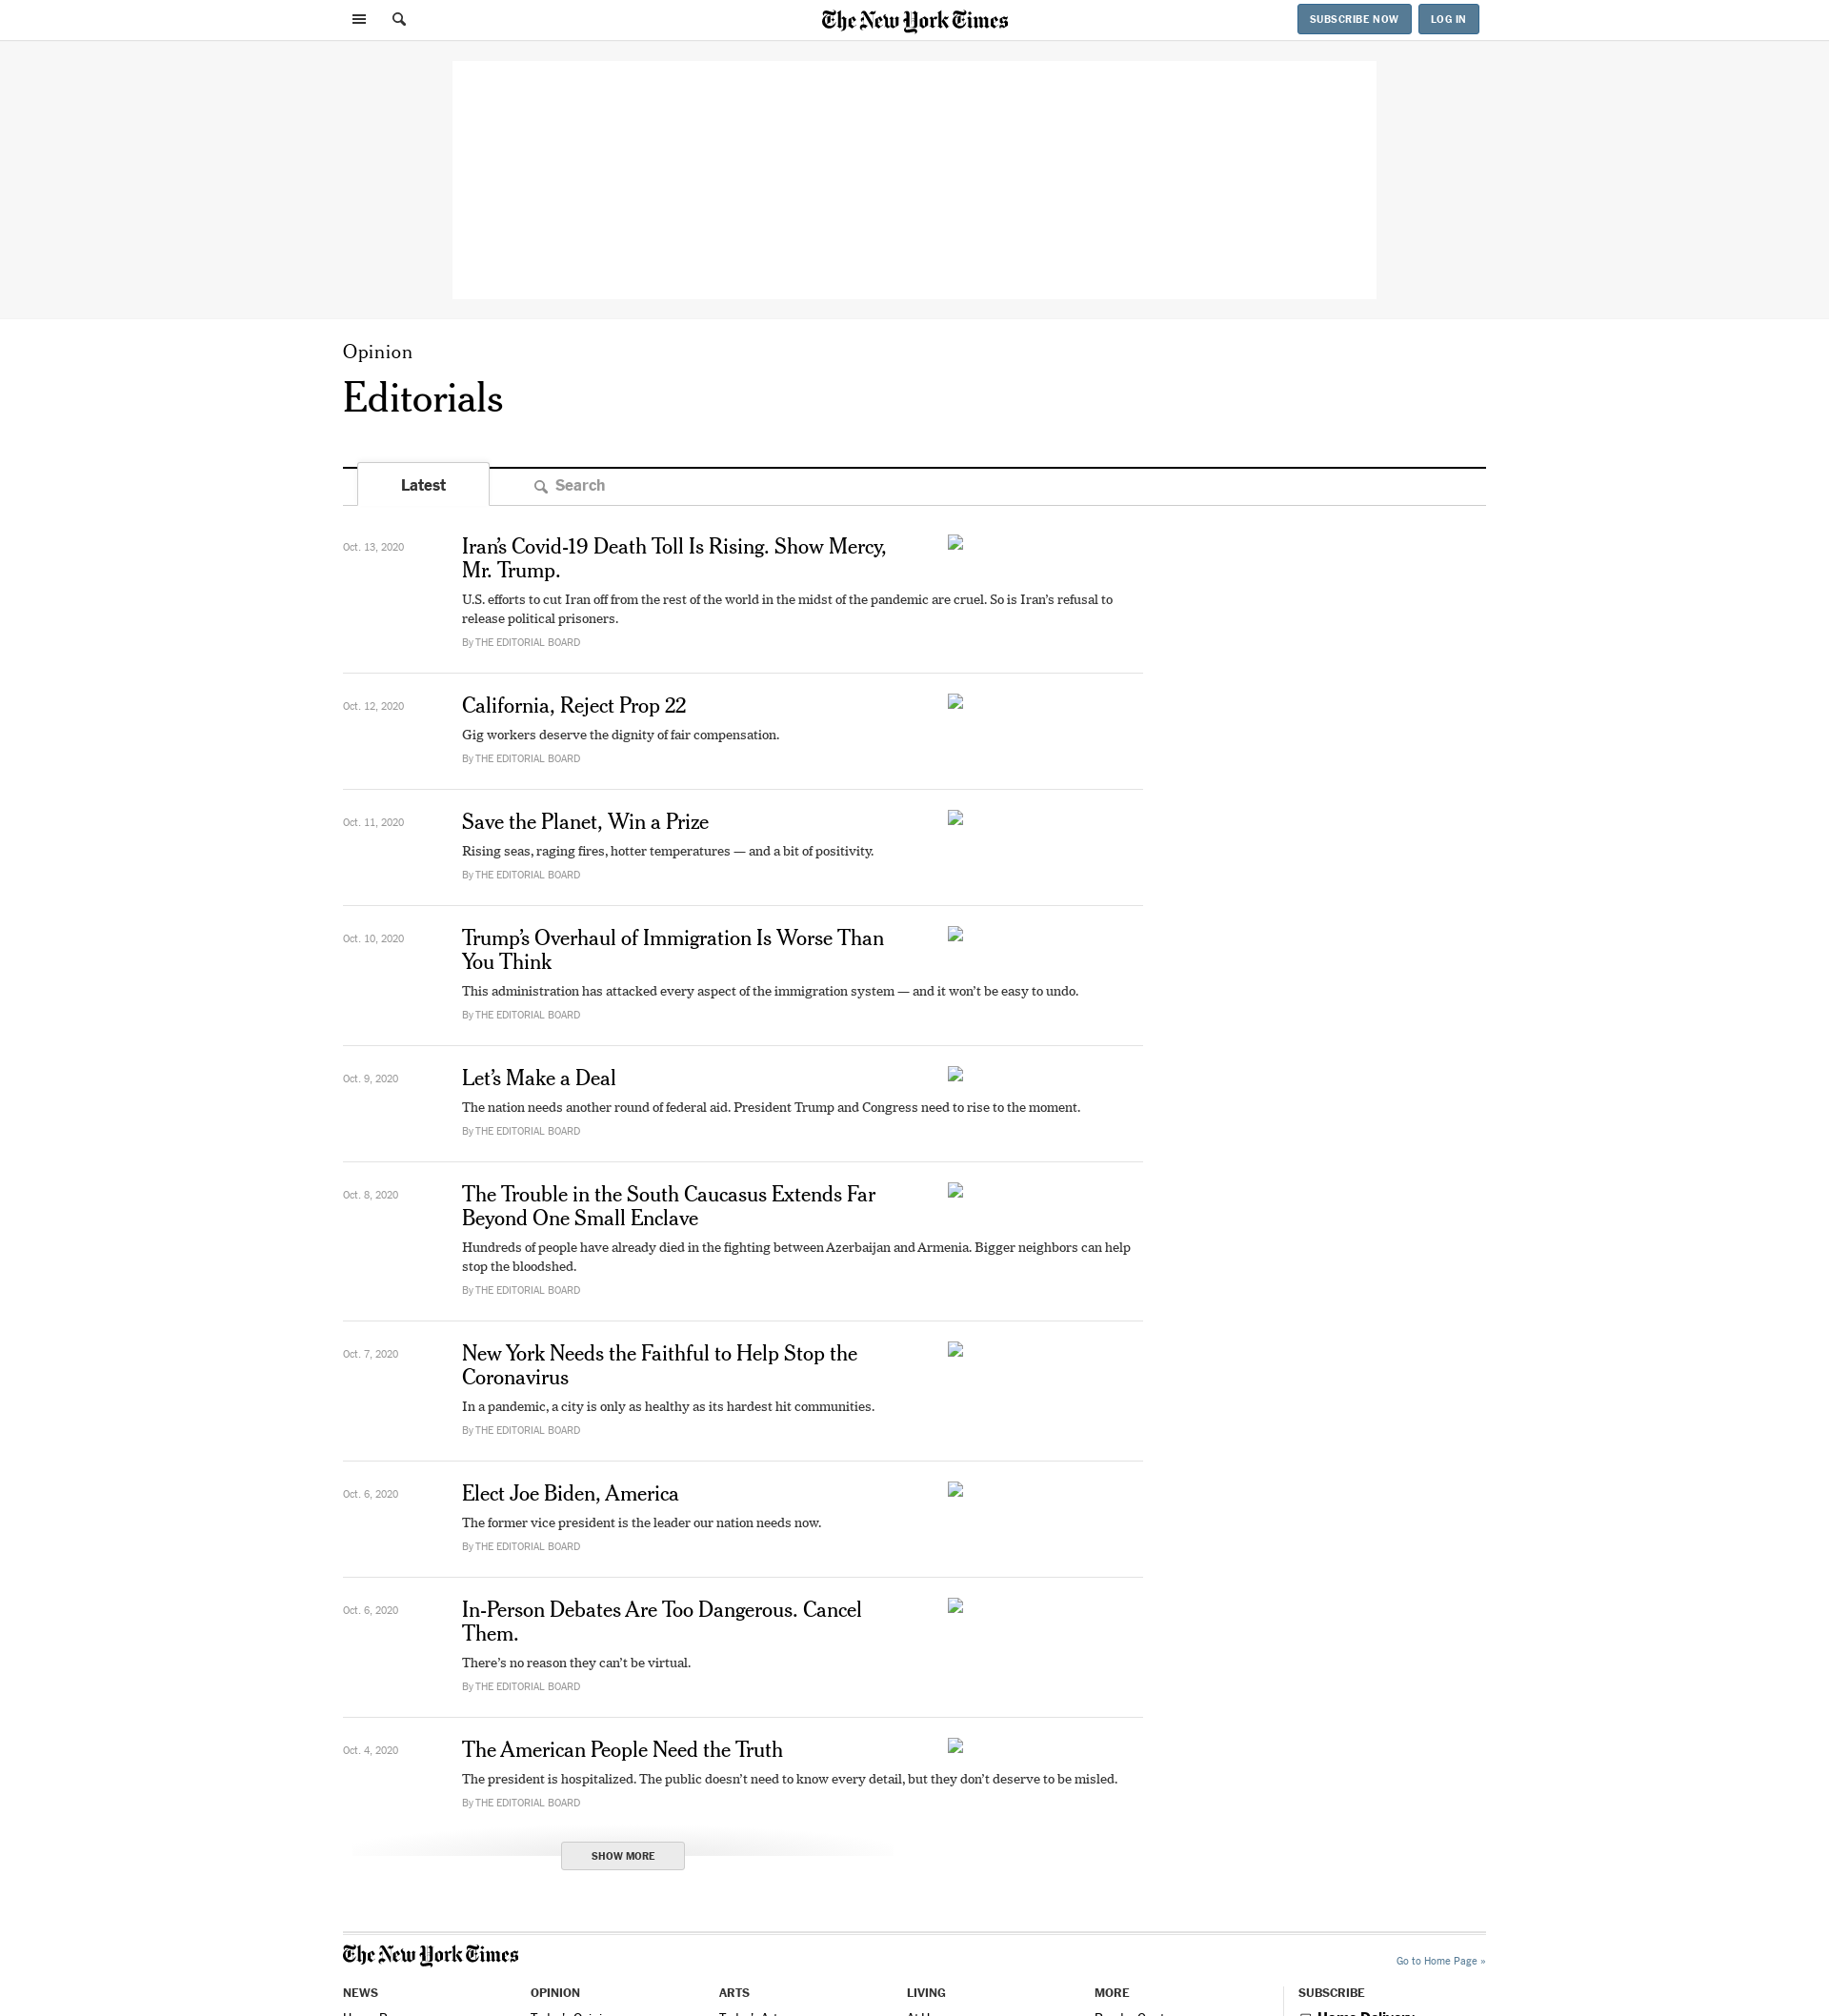 The New York Times
SUBSCRIBE NOW
LOG IN
Opinion
Editorials
Latest
Search
Oct. 13, 2020
Iran’s Covid-19 Death Toll Is Rising. Show Mercy,
Mr. Trump.
U.S. efforts to cut Iran off from the rest of the world in the midst of the pandemic are cruel. So is Iran’s refusal to
release political prisoners.
By THE EDITORIAL BOARD
Oct. 12, 2020
California, Reject Prop 22
Gig workers deserve the dignity of fair compensation.
By THE EDITORIAL BOARD
Oct. 11, 2020
Save the Planet, Win a Prize
Rising seas, raging fires, hotter temperatures — and a bit of positivity.
By THE EDITORIAL BOARD
Oct. 10, 2020
Trump’s Overhaul of Immigration Is Worse Than
You Think
This administration has attacked every aspect of the immigration system — and it won’t be easy to undo.
By THE EDITORIAL BOARD
Oct. 9, 2020
Let’s Make a Deal
The nation needs another round of federal aid. President Trump and Congress need to rise to the moment.
By THE EDITORIAL BOARD
Oct. 8, 2020
The Trouble in the South Caucasus Extends Far
Beyond One Small Enclave
Hundreds of people have already died in the fighting between Azerbaijan and Armenia. Bigger neighbors can help
stop the bloodshed.
By THE EDITORIAL BOARD
Oct. 7, 2020
New York Needs the Faithful to Help Stop the
Coronavirus
In a pandemic, a city is only as healthy as its hardest hit communities.
By THE EDITORIAL BOARD
Oct. 6, 2020
Elect Joe Biden, America
The former vice president is the leader our nation needs now.
By THE EDITORIAL BOARD
Oct. 6, 2020
In-Person Debates Are Too Dangerous. Cancel
Them.
There’s no reason they can’t be virtual.
By THE EDITORIAL BOARD
Oct. 4, 2020
The American People Need the Truth
The president is hospitalized. The public doesn’t need to know every detail, but they don’t deserve to be misled.
By THE EDITORIAL BOARD
SHOW MORE
The New York Times
Go to Home Page »
NEWS
OPINION
ARTS
LIVING
MORE
SUBSCRIBE